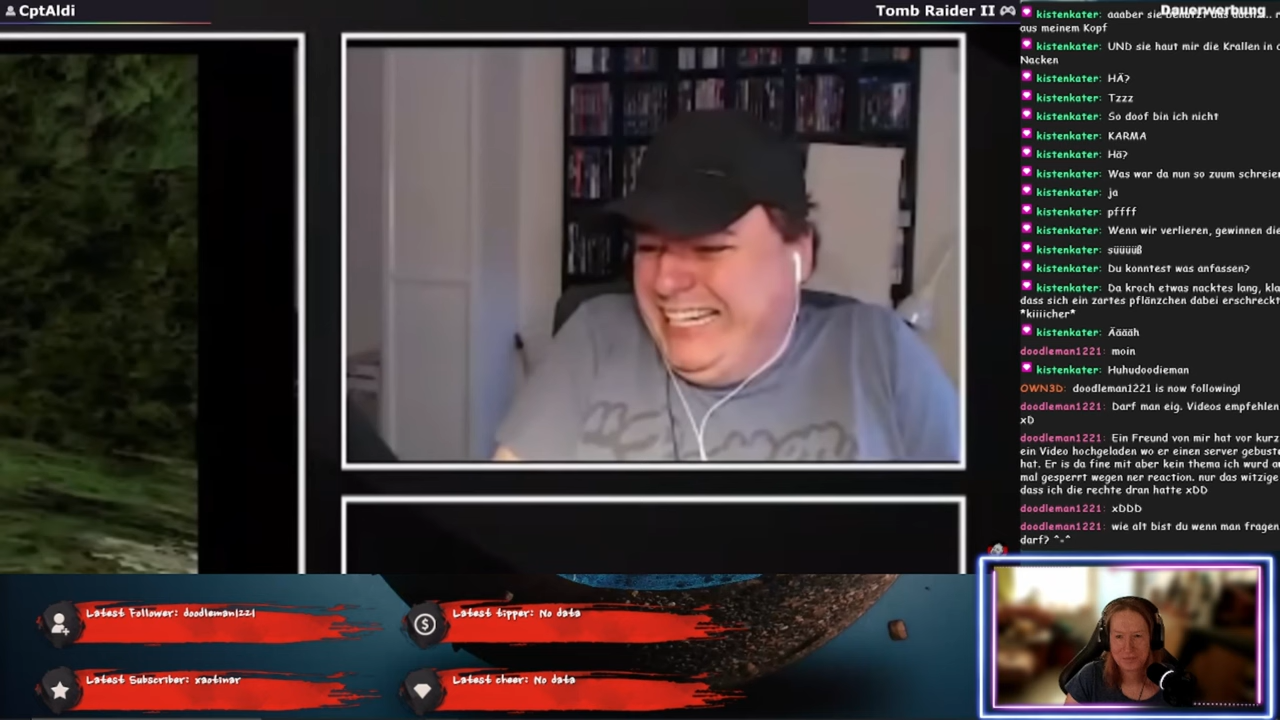 CptAldi
Tomb Raider II
Dauerwerbung
kistenkater: aaaber sie
aus meinem Kopf
kistenkater: UND sie haut mir die Krallen in
Nacken
kistenkater: HÄ?
kistenkater: Tzzz
kistenkater: So doof bin ich nicht
kistenkater: KARMA
kistenkater: Hä?
kistenkater: Was war da nun so zuum schreien
kistenkater: ja
kistenkater: pffff
kistenkater: Wenn wir verlieren, gewinnen die
kistenkater: süüüüß
kistenkater: Du konntest was anfassen?
kistenkater: Da kroch etwas nacktes lang, kla
dass sich ein zartes pflänzchen dabei erschreckt
*kiiiicher*
kistenkater: Ääääh
doodleman1221: moin
kistenkater: Huhudoodieman
OWN3D: doodleman1221 is now following!
doodleman1221: Darf man eig. Videos empfehlen
xD
doodleman1221: Ein Freund von mir hat vor kurz
ein Video hochgeladen wo er einen server gebuste
hat. Er is da fine mit aber kein thema ich wurd au
mal gesperrt wegen ner reaction. nur das witzige
dass ich die rechte dran hatte xDD
doodleman1221: xDDD
doodleman1221: wie alt bist du wenn man fragen
darf? ^-^
Latest Follower: doodleman1221
Latest tipper: No data
Latest Subscriber: xaotinar
Latest cheer: No data